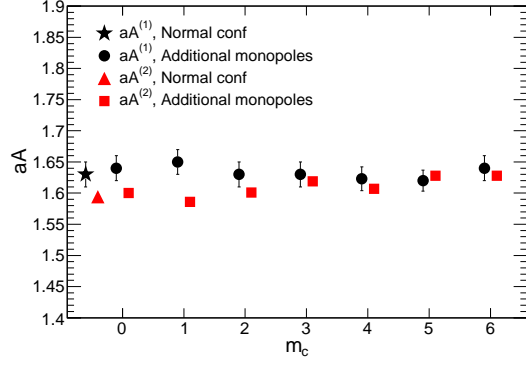 1.9
1.85
1.8
1.75
1.7
1.65
1.6
1.55
1.5
1.45
1.4
aA
aA(1), Normal conf
aA(1), Additional monopoles
aA(2), Normal conf
aA(2), Additional monopoles
0 1 2 3 4 5 6
mc